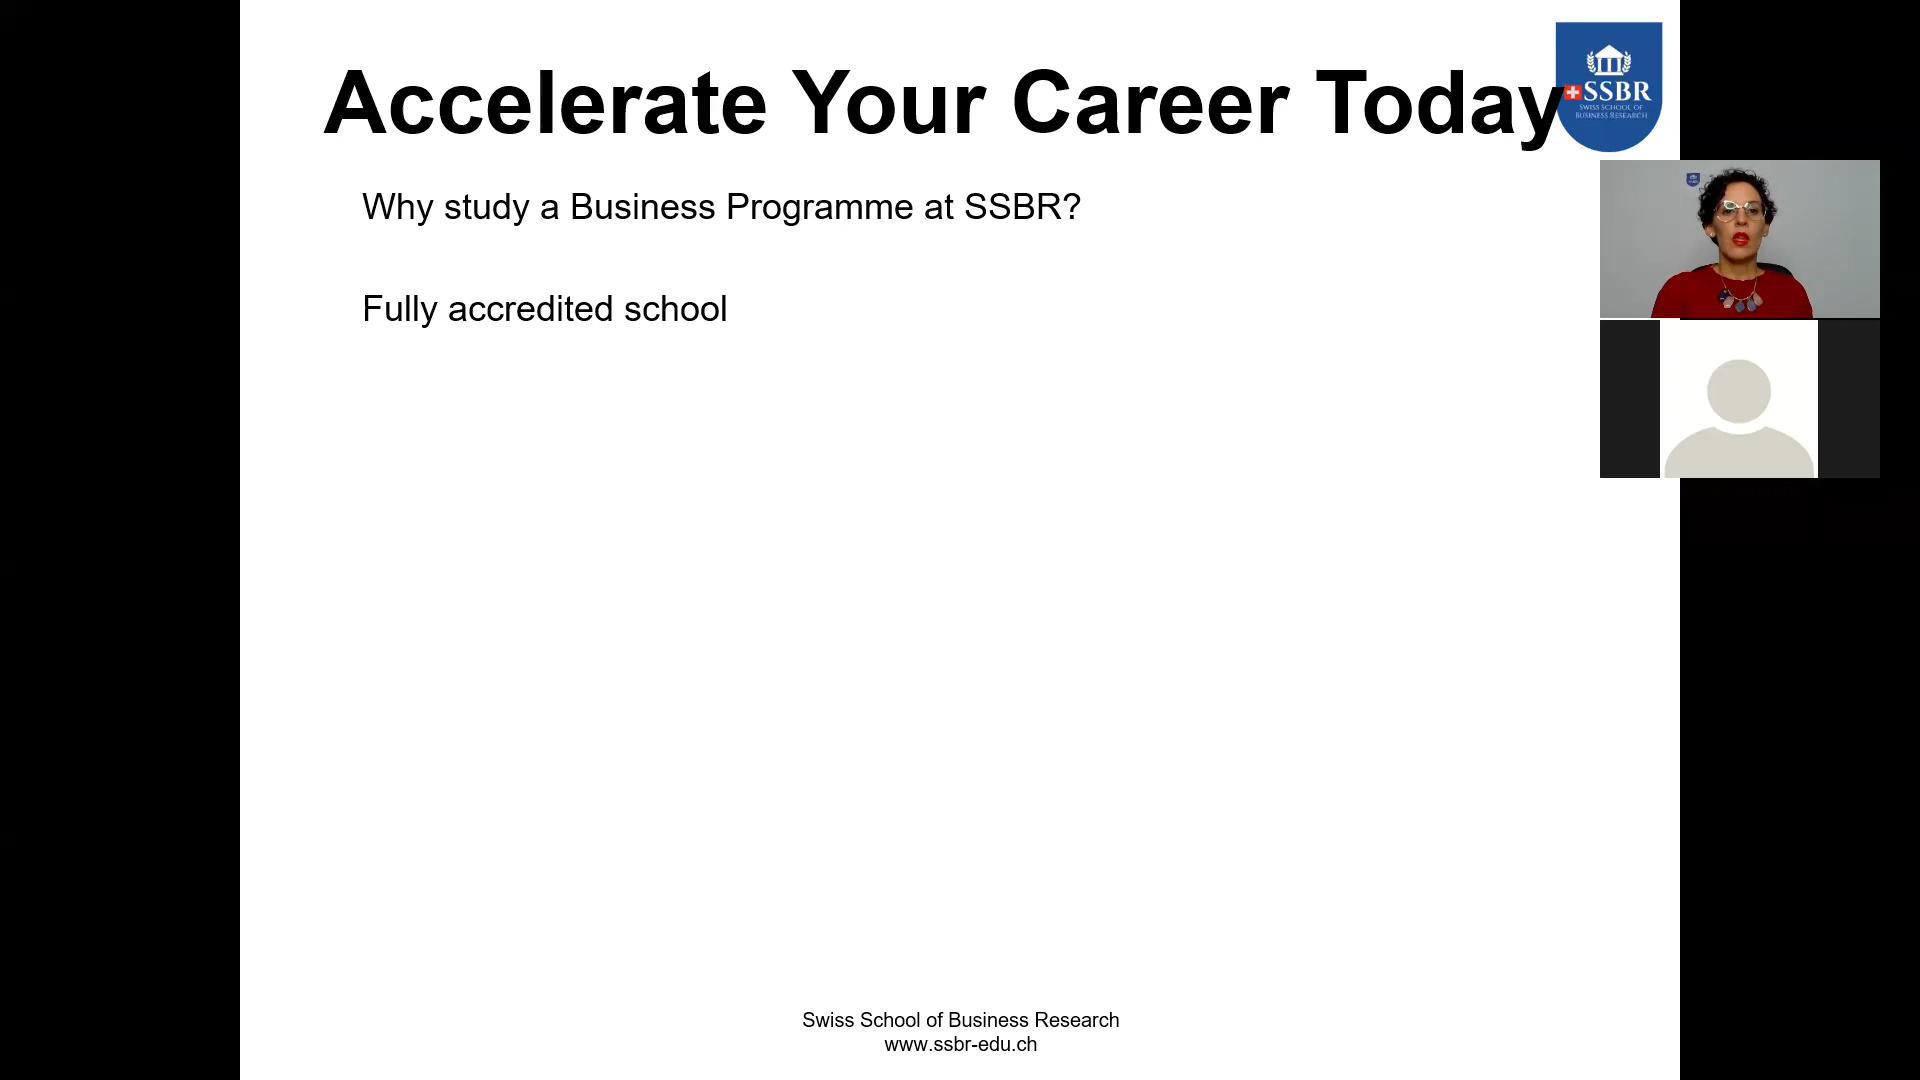 Accelerate Your Career Today
SSBR
SWISS SCHOOL OF
BUSINESS RESEARCH
Why study a Business Programme at SSBR?
Fully accredited school
Swiss School of Business Research
www.ssbr-edu.ch